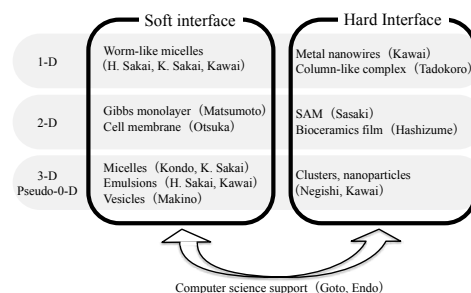 Soft interface
Hard Interface
1-D
Worm-like micelles
(H. Sakai, K. Sakai, Kawai)
Metal nanowires (Kawai)
Column-like complex (Tadokoro)
2-D
Gibbs monolayer (Matsumoto)
Cell membrane (Otsuka)
SAM (Sasaki)
Bioceramics film (Hashizume)
3-D
Pseudo-0-D
Micelles (Kondo, K. Sakai)
Emulsions (H. Sakai, Kawai)
Vesicles (Makino)
Clusters, nanoparticles
(Negishi, Kawai)
Computer science support (Goto, Endo)